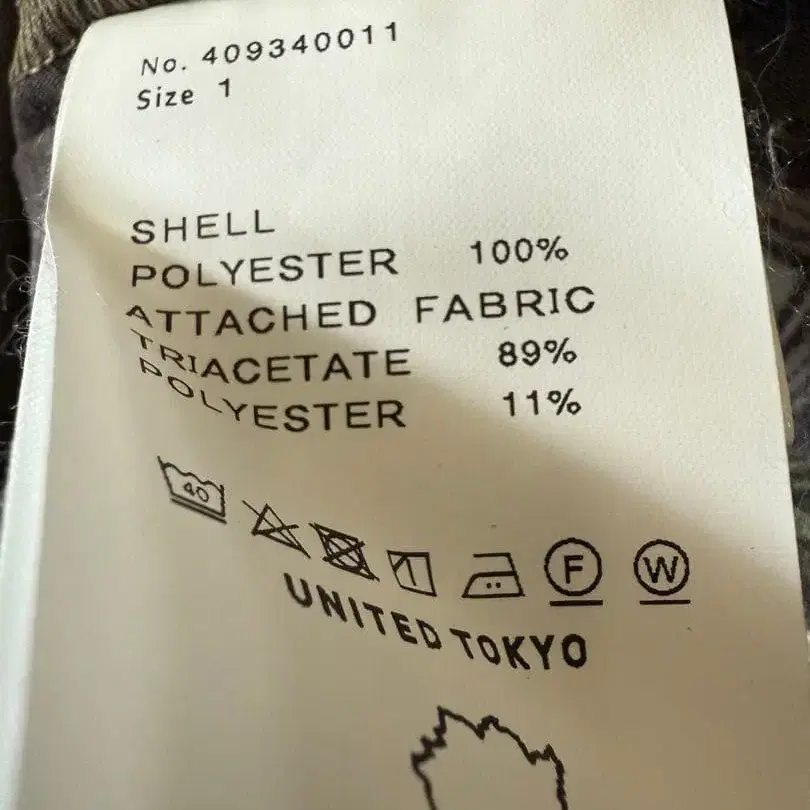 No. 409340011
Size 1
SHELL
POLYESTER 100%
ATTACHED FABRIC
TRIACETATE 89%
POLYESTER 11%
40 F W
UNITED TOKYO